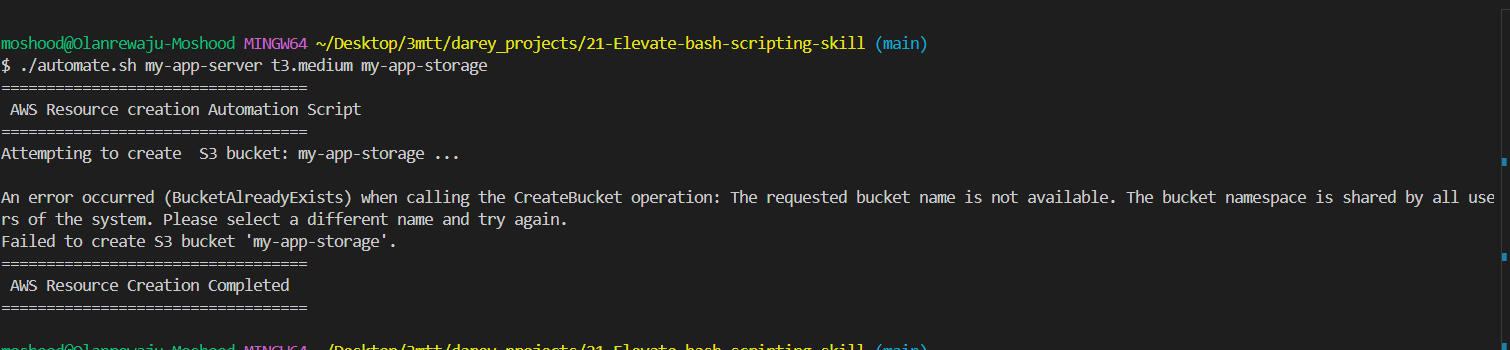 moshood@Olanrewaju-Moshood MINGW64 ~/Desktop/3mtt/darey_projects/21-Elevate-bash-scripting-skill (main)
$ ./automate.sh my-app-server t3.medium my-app-storage
==================================
 AWS Resource creation Automation Script
==================================
Attempting to create  S3 bucket: my-app-storage ...
An error occurred (BucketAlreadyExists) when calling the CreateBucket operation: The requested bucket name is not available. The bucket namespace is shared by all use
rs of the system. Please select a different name and try again.
Failed to create S3 bucket 'my-app-storage'.
==================================
 AWS Resource Creation Completed
==================================
moshood@Olanrewaju-Moshood MINGW64 ~/Desktop/3mtt/darey_projects/21-Elevate-bash-scripting-skill (main)